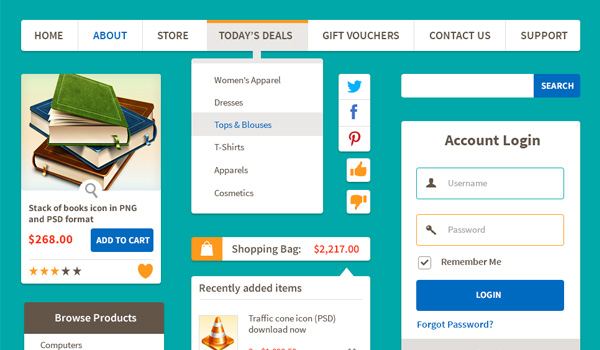 HOME ABOUT STORE TODAY'S DEALS GIFT VOUCHERS CONTACT US SUPPORT
Women's Apparel
Dresses
Tops & Blouses
T-Shirts
Apparels
Cosmetics
SEARCH
Stack of books icon in PNG
and PSD format
$268.00 ADD TO CART
Browse Products
Computers
Shopping Bag: $2,217.00
Recently added items
Traffic cone icon (PSD)
download now
Account Login
Username
Password
Remember Me
LOGIN
Forgot Password?